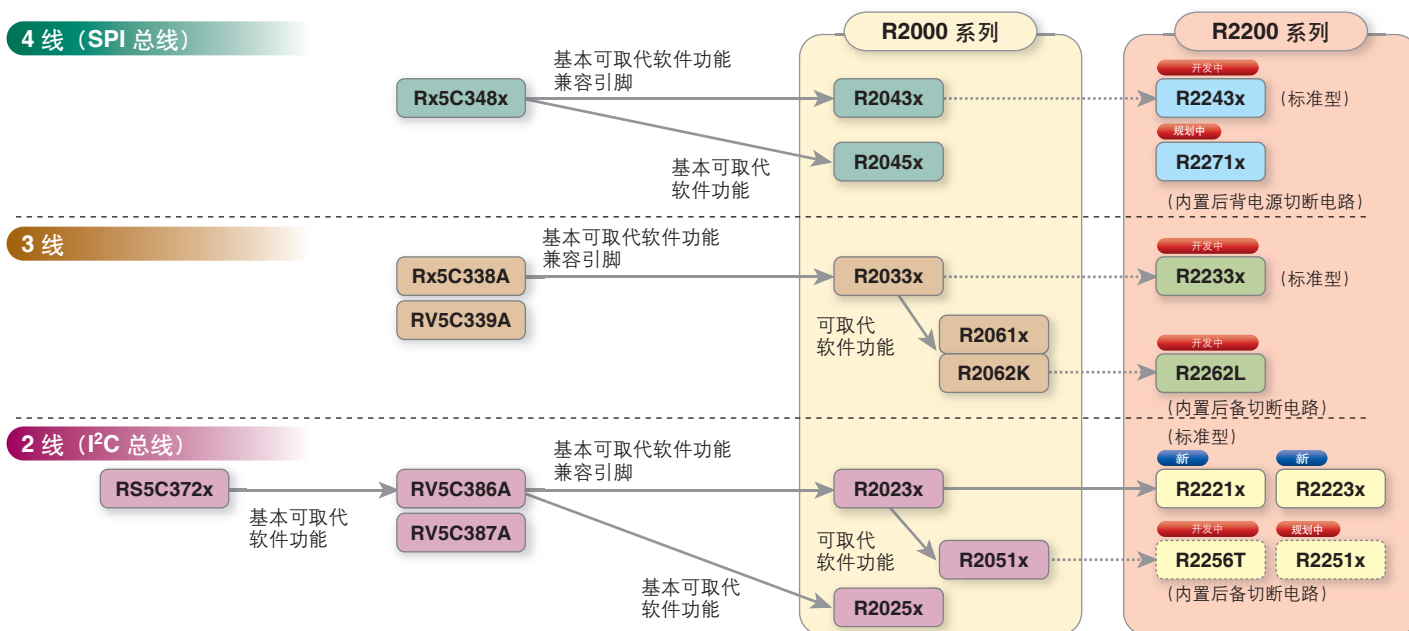 4 线（SPI 总线）
R2000 系列
R2200 系列
基本可取代软件功能
兼容引脚
开发中
Rx5C348x
R2043x
R2243x
(标准型)
规划中
基本可取代
软件功能
R2045x
R2271x
(内置后背电源切断电路)
3 线
基本可取代软件功能
兼容引脚
开发中
Rx5C338A
R2033x
R2233x
(标准型)
RV5C339A
可取代
软件功能
R2061x
开发中
R2062K
R2262L
(内置后备切断电路)
2 线（I²C 总线）
(标准型)
基本可取代软件功能
兼容引脚
新
新
RS5C372x
RV5C386A
R2023x
R2221x
R2223x
基本可取代
软件功能
RV5C387A
可取代
软件功能
开发中
规划中
R2051x
R2256T
R2251x
(内置后备切断电路)
基本可取代
软件功能
R2025x